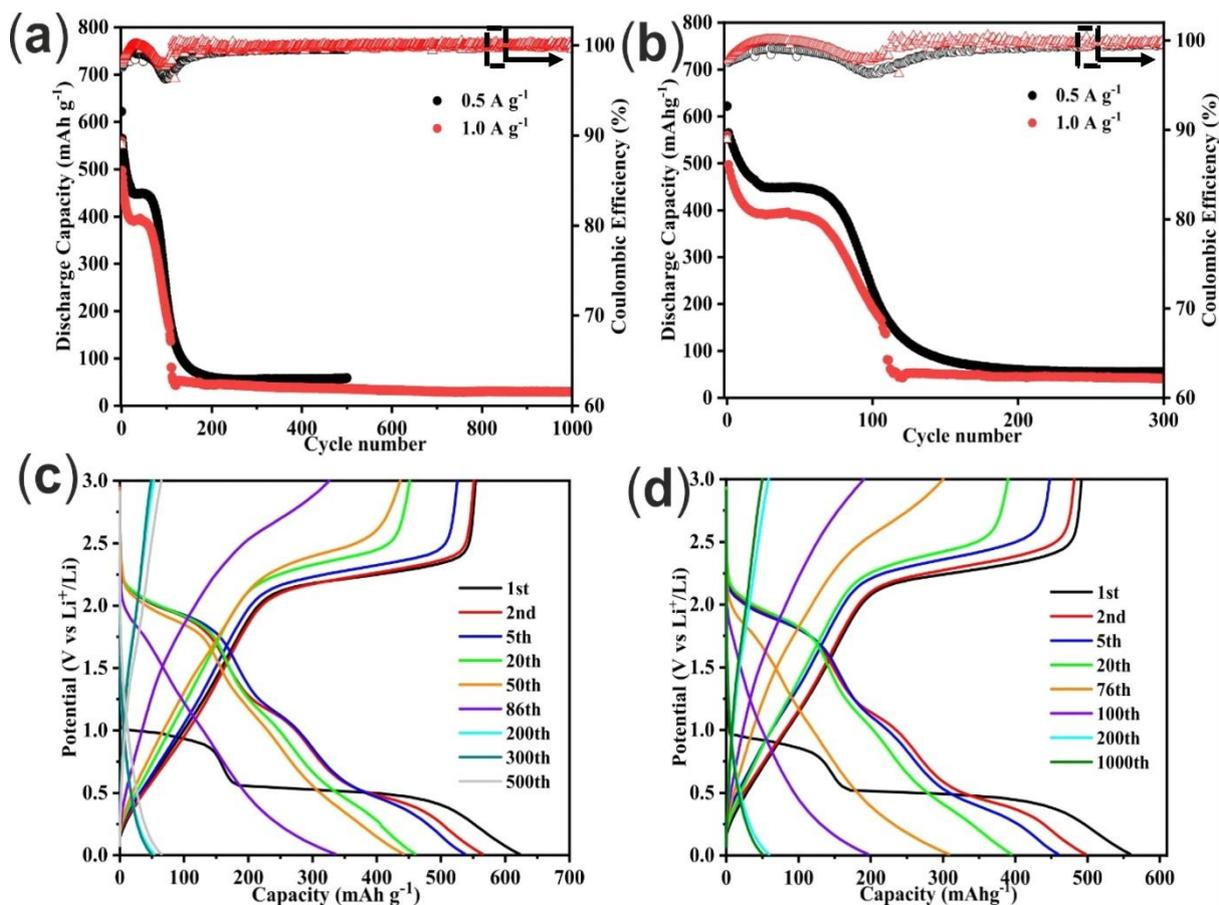 (a)
800
700
600
500
400
300
200
100
0
Discharge Capacity (mAh g-1)
0.5 A g-1
1.0 A g-1
100
90
80
70
60
Coulombic Efficiency (%)
0 200 400 600 800 1000
Cycle number
(b)
800
700
600
500
400
300
200
100
0
Discharge Capacity (mAhg-1)
0.5 A g-1
1.0 A g-1
100
90
80
70
60
Coulombic Efficiency (%)
0 100 200 300
Cycle number
(c)
3.0
2.5
2.0
1.5
1.0
0.5
0.0
Potential (V vs Li+/Li)
1st
2nd
5th
20th
50th
86th
200th
300th
500th
0 100 200 300 400 500 600 700
Capacity (mAh g-1)
(d)
3.0
2.5
2.0
1.5
1.0
0.5
0.0
Potential (V vs Li+/Li)
1st
2nd
5th
20th
76th
100th
200th
1000th
0 100 200 300 400 500 600
Capacity (mAhg-1)